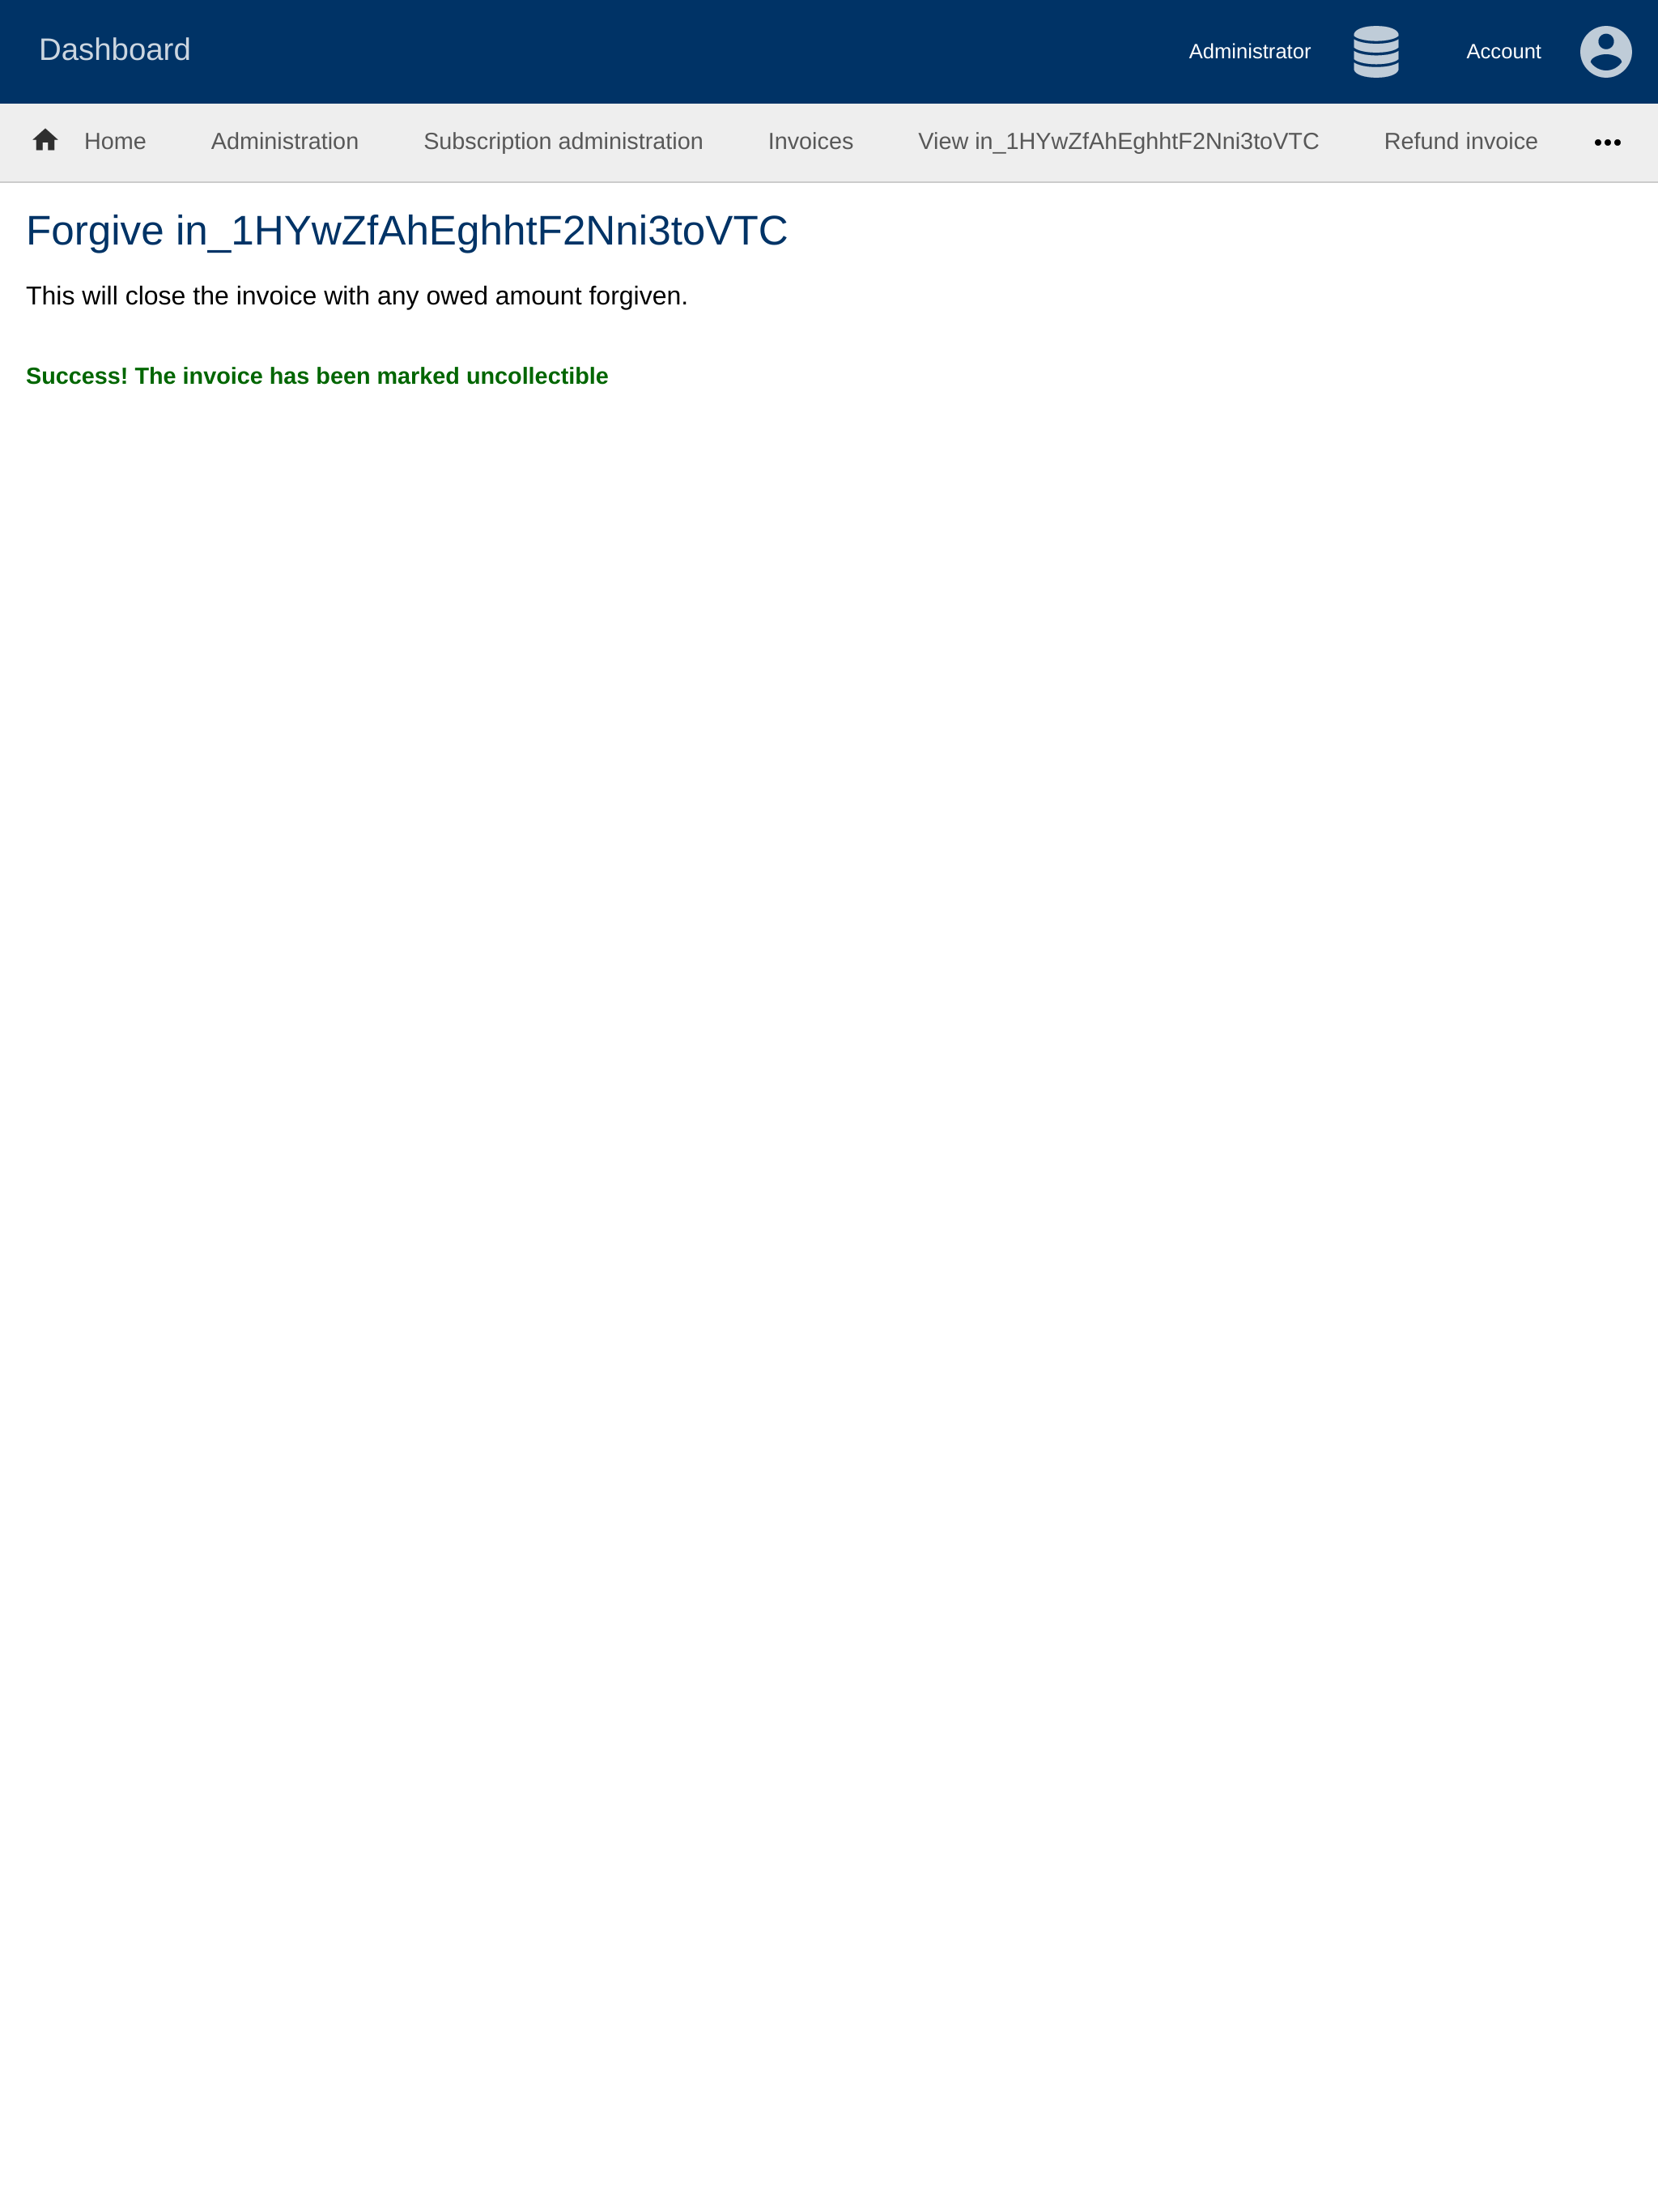 Dashboard
Administrator
Account
Home
Administration
Subscription administration
Invoices
View in_1HYwZfAhEghhtF2Nni3toVTC
Refund invoice
Forgive in_1HYwZfAhEghhtF2Nni3toVTC
This will close the invoice with any owed amount forgiven.
Success! The invoice has been marked uncollectible